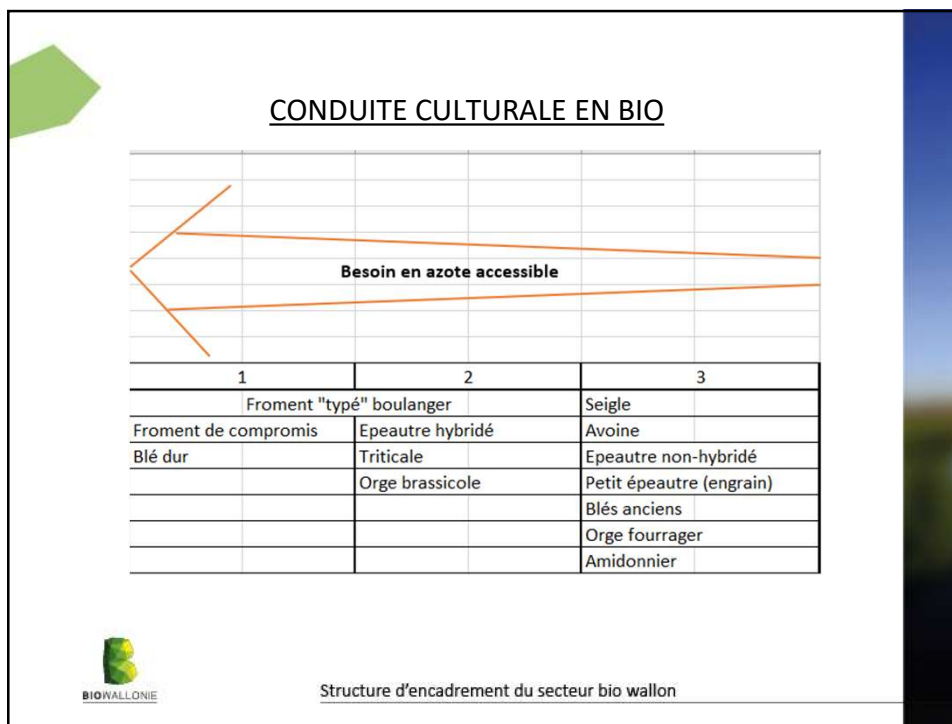 CONDUITE CULTURALE EN BIO
Besoin en azote accessible
1 2 3
Froment "typé" boulanger Seigle
Froment de compromis Epeautre hybridé Avoine
Blé dur Triticale Epeautre non-hybridé
Orge brassicole Petit épeautre (engrain)
Blés anciens
Orge fourrager
Amidonnier
BIOWALLONIE
Structure d'encadrement du secteur bio wallon